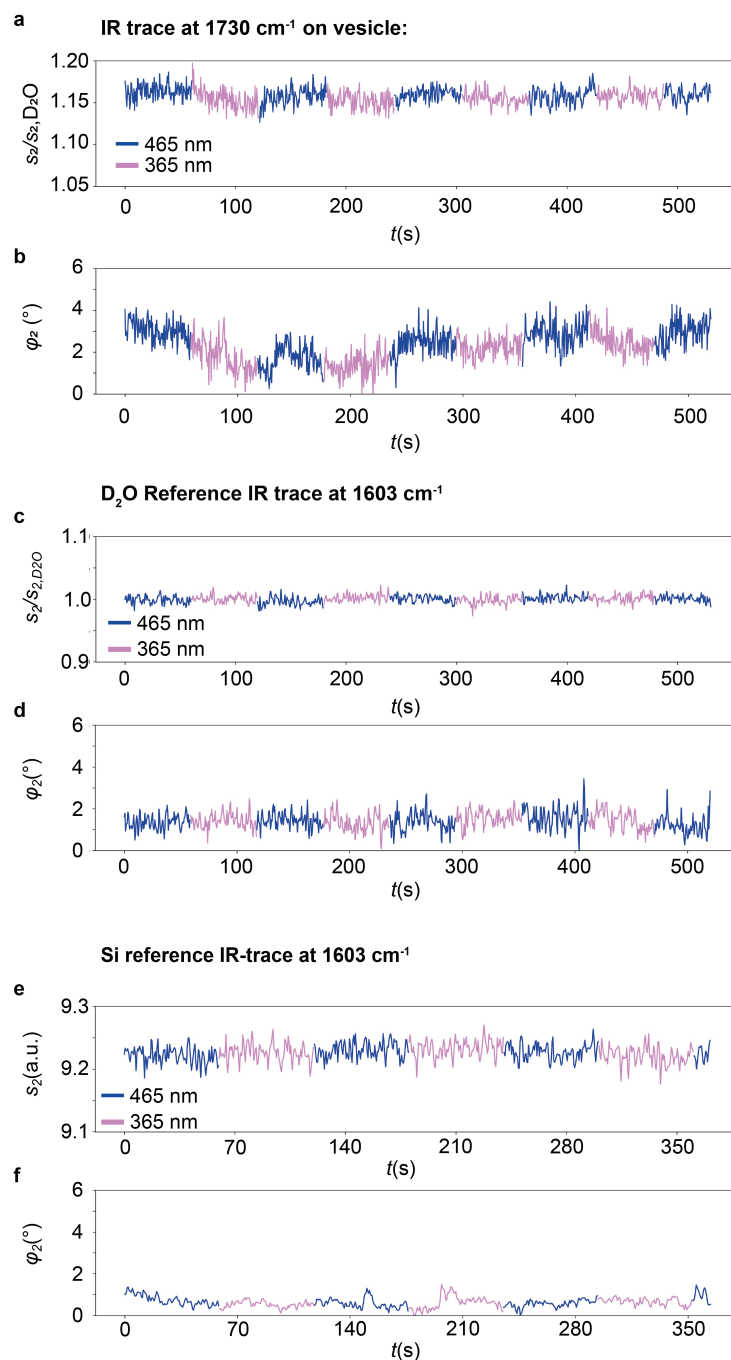 a
IR trace at 1730 cm⁻¹ on vesicle:
s₂/s₂,D₂O
1.20
1.15
1.10
1.05
465 nm
365 nm
0 100 200 300 400 500
t(s)
b
φ₂ (°)
6
4
2
0
0 100 200 300 400 500
t(s)
D₂O Reference IR trace at 1603 cm⁻¹
c
s₂/s₂,D2O
1.1
1.0
0.9
465 nm
365 nm
0 100 200 300 400 500
t(s)
d
φ₂(°)
6
4
2
0
0 100 200 300 400 500
t(s)
Si reference IR-trace at 1603 cm⁻¹
e
s₂(a.u.)
9.3
9.2
9.1
465 nm
365 nm
0 70 140 210 280 350
t(s)
f
φ₂(°)
6
4
2
0
0 70 140 210 280 350
t(s)